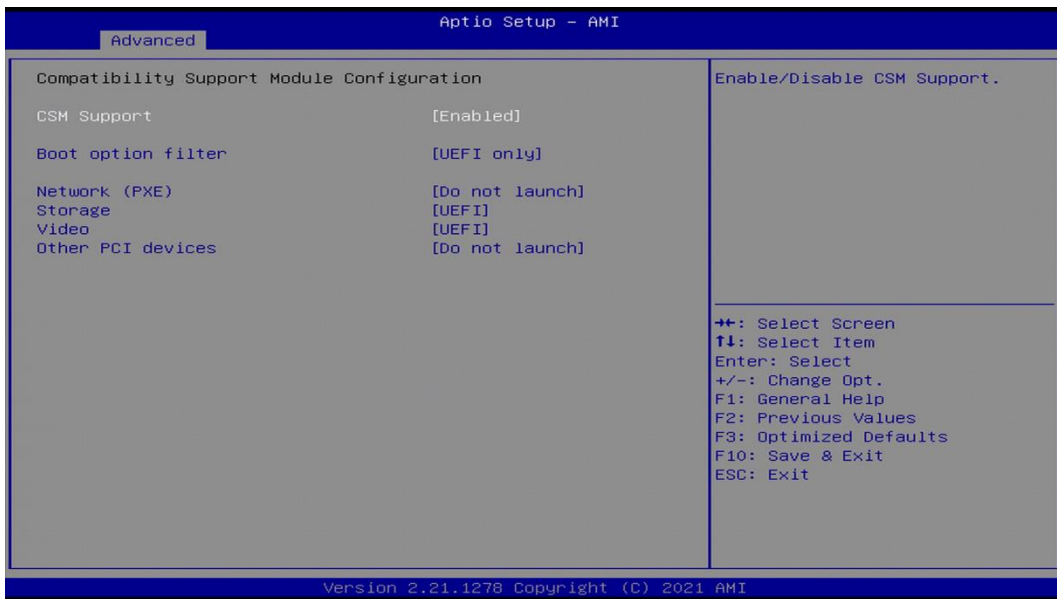 Aptio Setup – AMI
Advanced
Compatibility Support Module Configuration
CSM Support [Enabled]
Boot option filter [UEFI only]
Network (PXE) [Do not launch]
Storage [UEFI]
Video [UEFI]
Other PCI devices [Do not launch]
Enable/Disable CSM Support.
→←: Select Screen
↑↓: Select Item
Enter: Select
+/-: Change Opt.
F1: General Help
F2: Previous Values
F3: Optimized Defaults
F10: Save & Exit
ESC: Exit
Version 2.21.1278 Copyright (C) 2021 AMI